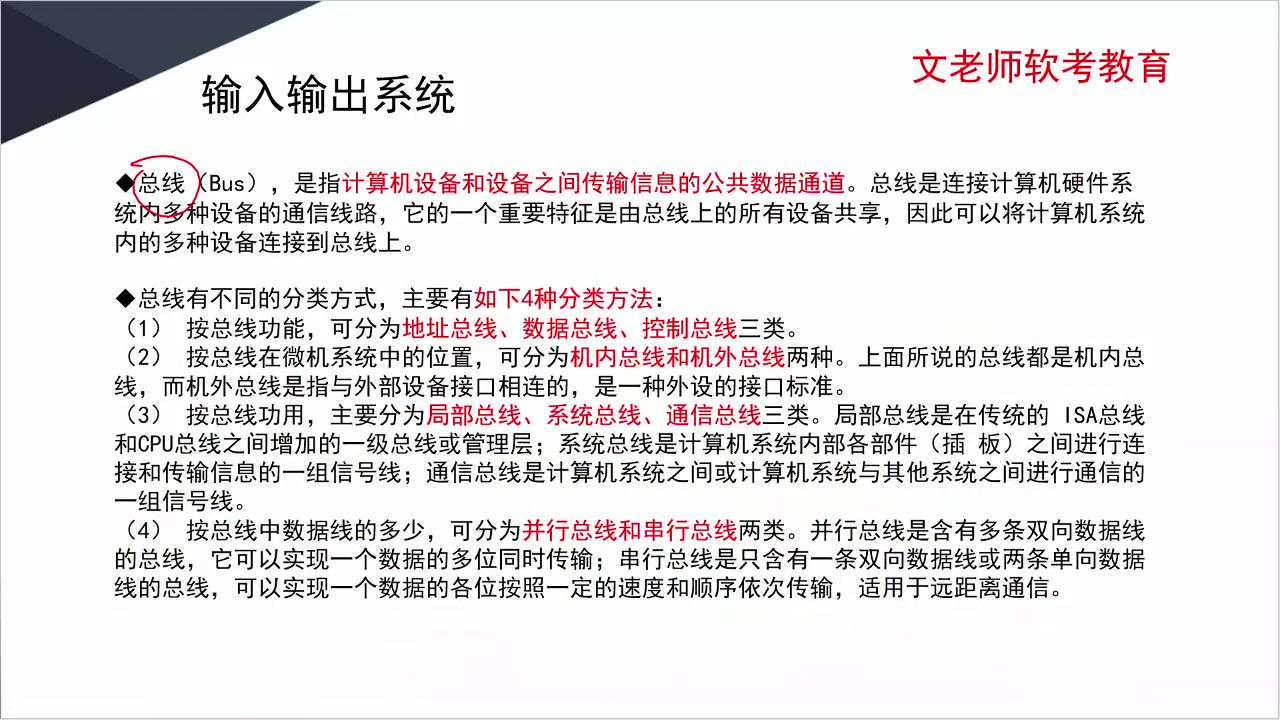 文老师软考教育
输入输出系统
◆总线（Bus），是指计算机设备和设备之间传输信息的公共数据通道。总线是连接计算机硬件系
统内多种设备的通信线路，它的一个重要特征是由总线上的所有设备共享，因此可以将计算机系统
内的多种设备连接到总线上。
◆总线有不同的分类方式，主要有如下4种分类方法：
（1） 按总线功能，可分为地址总线、数据总线、控制总线三类。
（2） 按总线在微机系统中的位置，可分为机内总线和机外总线两种。上面所说的总线都是机内总
线，而机外总线是指与外部设备接口相连的，是一种外设的接口标准。
（3） 按总线功用，主要分为局部总线、系统总线、通信总线三类。局部总线是在传统的 ISA总线
和CPU总线之间增加的一级总线或管理层；系统总线是计算机系统内部各部件（插 板）之间进行连
接和传输信息的一组信号线；通信总线是计算机系统之间或计算机系统与其他系统之间进行通信的
一组信号线。
（4） 按总线中数据线的多少，可分为并行总线和串行总线两类。并行总线是含有多条双向数据线
的总线，它可以实现一个数据的多位同时传输；串行总线是只含有一条双向数据线或两条单向数据
线的总线，可以实现一个数据的各位按照一定的速度和顺序依次传输，适用于远距离通信。